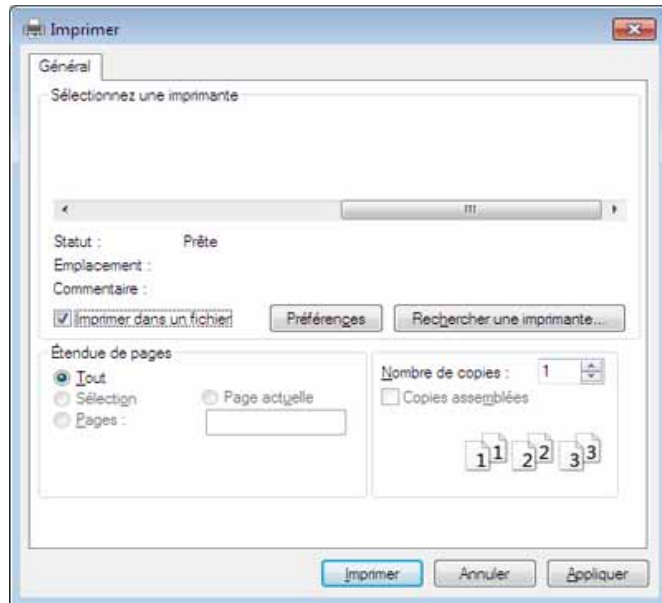 Imprimer
Général
Sélectionnez une imprimante
Statut : Prête
Emplacement :
Commentaire :
Imprimer dans un fichier Préférences Rechercher une imprimante...
Étendue de pages
Tout
Sélection Page actuelle
Pages :
Nombre de copies : 1
Copies assemblées
1 1 2 2 3 3
Imprimer Annuler Appliquer